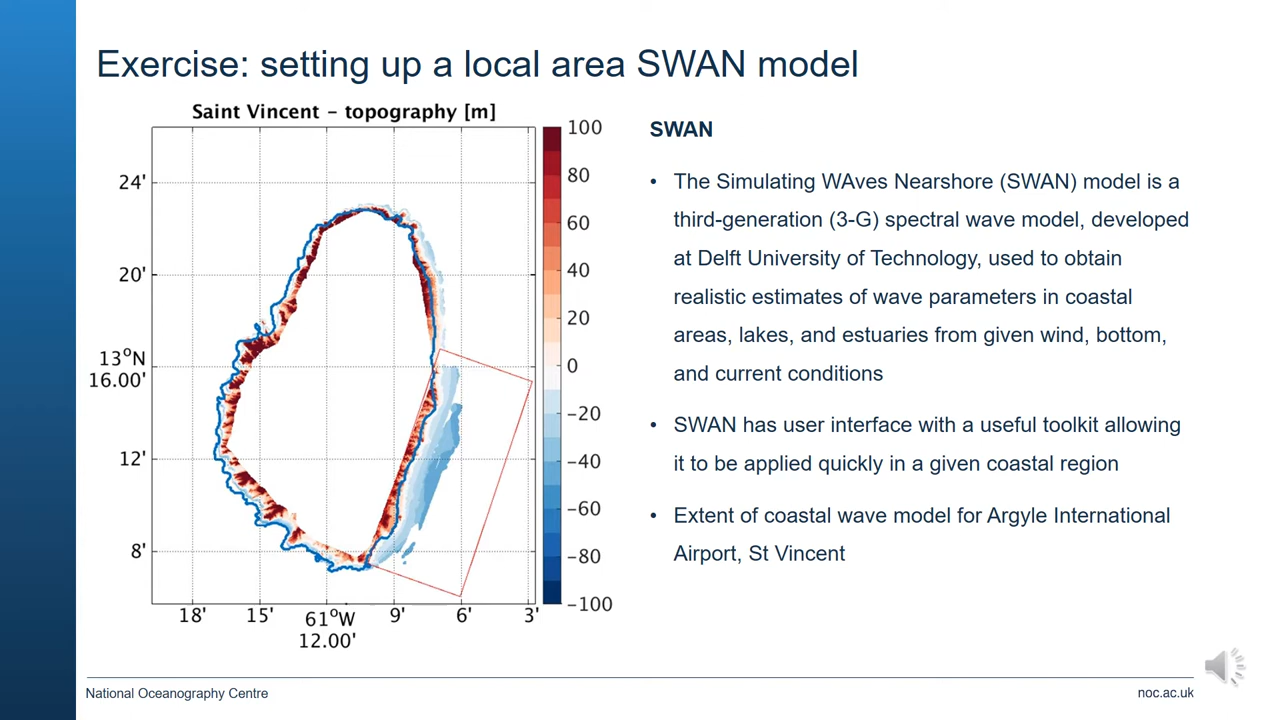 Exercise: setting up a local area SWAN model
Saint Vincent – topography [m]
24'
20'
13°N
16.00'
12'
8'
18'
15'
61°W
12.00'
9'
6'
3'
100
80
60
40
20
0
−20
−40
−60
−80
−100
SWAN
• The Simulating WAves Nearshore (SWAN) model is a
third-generation (3-G) spectral wave model, developed
at Delft University of Technology, used to obtain
realistic estimates of wave parameters in coastal
areas, lakes, and estuaries from given wind, bottom,
and current conditions
• SWAN has user interface with a useful toolkit allowing
it to be applied quickly in a given coastal region
• Extent of coastal wave model for Argyle International
Airport, St Vincent
National Oceanography Centre
noc.ac.uk